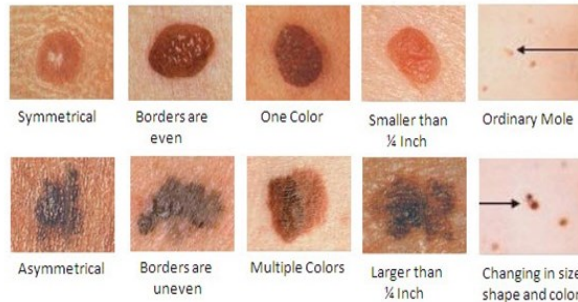 Symmetrical
Borders are
even
One Color
Smaller than
¼ Inch
Ordinary Mole
Asymmetrical
Borders are
uneven
Multiple Colors
Larger than
¼ Inch
Changing in size
shape and color